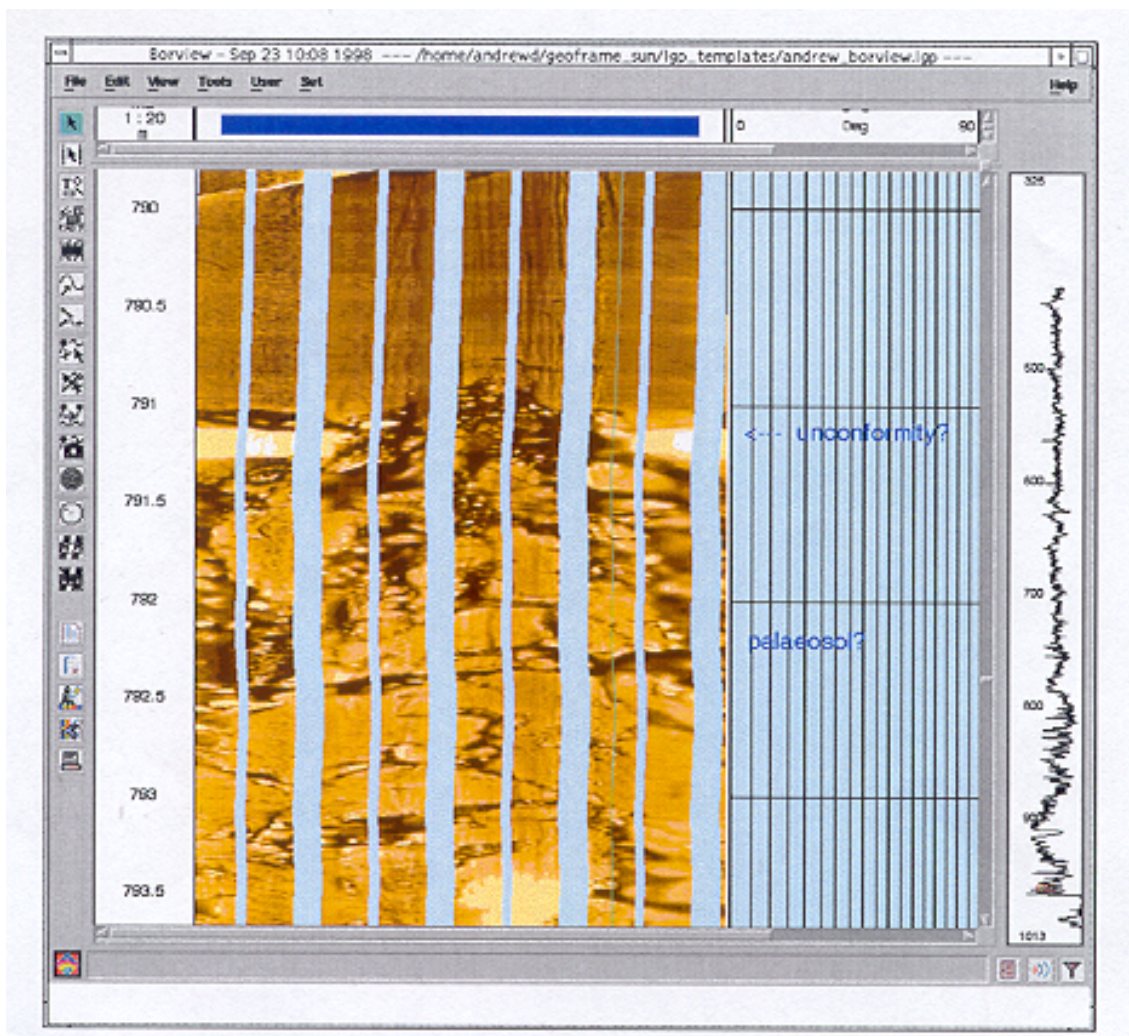 Borview - Sep 23 10:08 1998 --- /home/andrewd/geoframe_sun/lgp_templates/andrew_borview.lgp ---
File Edit View Tools User Set Help
1 : 20
m
0 Deg 90
325
790
790.5
500
791
<--- unconformity?
600
791.5
792
700
palaeosol?
792.5
800
793
793.5
1013